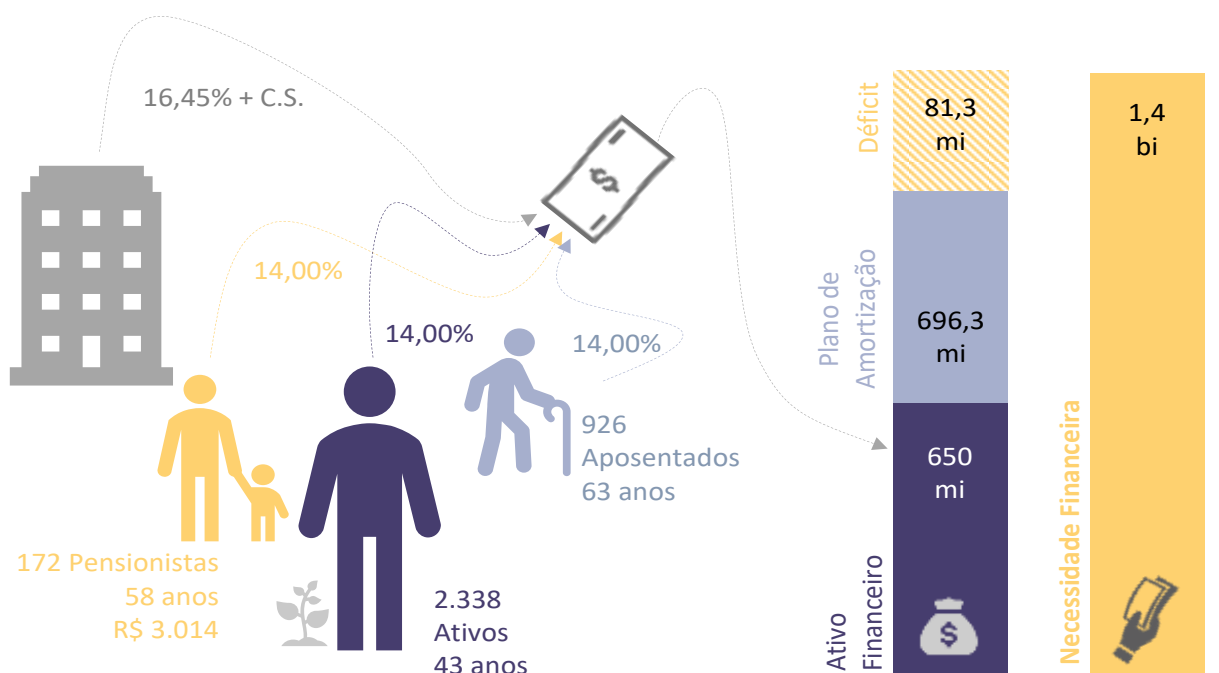 16,45% + C.S.
14,00%
14,00%
14,00%
172 Pensionistas
58 anos
R$ 3.014
2.338
Ativos
43 anos
926
Aposentados
63 anos
Déficit
81,3
mi
Plano de
Amortização
696,3
mi
Ativo
Financeiro
650
mi
$
$
Necessidade Financeira
1,4
bi